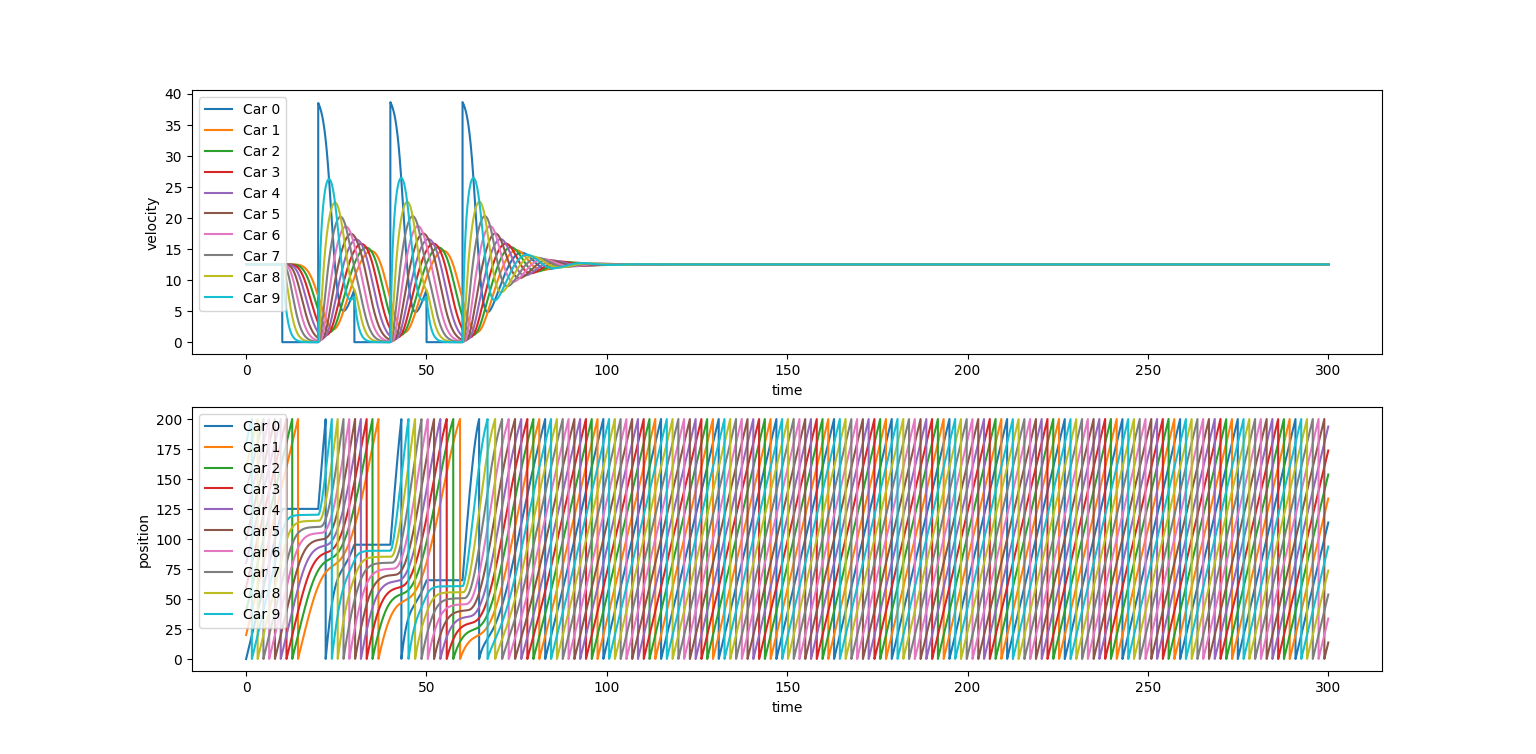 40
35
30
25
20
15
10
5
0
velocity
Car 0
Car 1
Car 2
Car 3
Car 4
Car 5
Car 6
Car 7
Car 8
Car 9
0 50 100 150 200 250 300
time
200
175
150
125
100
75
50
25
0
position
Car 0
Car 1
Car 2
Car 3
Car 4
Car 5
Car 6
Car 7
Car 8
Car 9
0 50 100 150 200 250 300
time